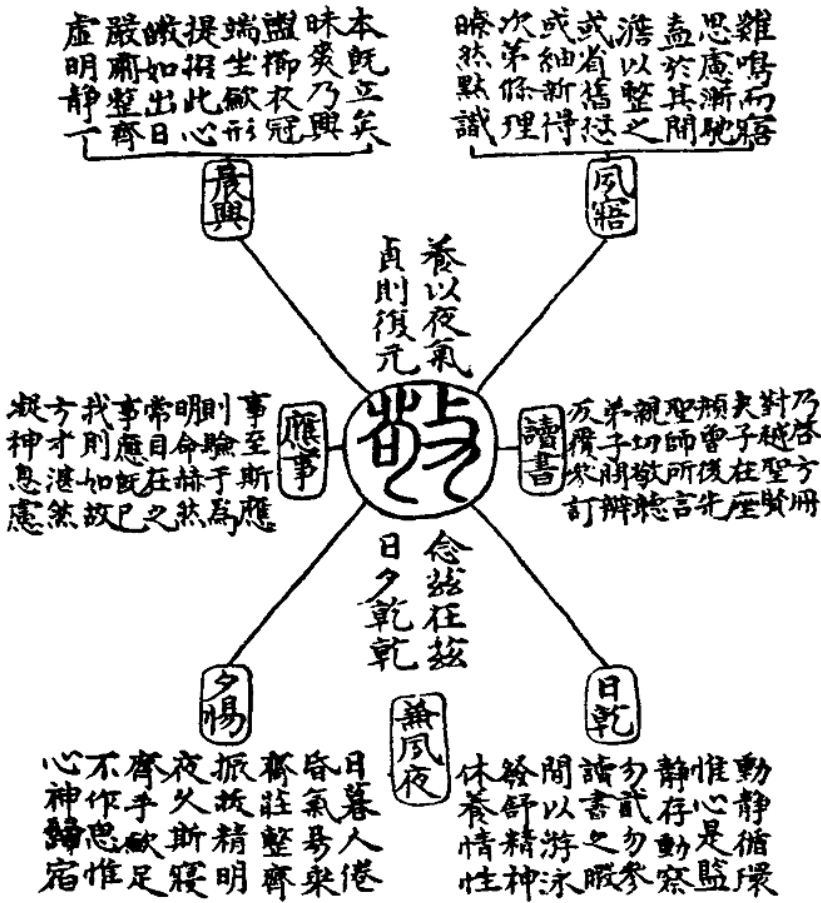 雞鳴而寤
思慮漸馳
盍於其間
澹以整之
或省舊愆
或紬新得
次第條理
瞭然默識
夙寤
本既立矣
昧爽乃興
盥櫛衣冠
端坐斂形
提掇此心
皦如出日
嚴肅整齊
虛明靜一
晨興
養以夜氣
貞則復元
敬
念茲在茲
日夕乾乾
讀書
乃啓方冊
對越聖賢
夫子在座
顏曾後先
聖師所言
親切敬聽
弟子問辨
反覆參訂
應事
事至斯應
則驗于為
明命赫然
常目在之
事應既已
我則如故
方寸湛然
凝神息慮
日乾
動靜循環
惟心是監
靜存動察
勿貳勿參
讀書之暇
間以游泳
發舒精神
休養情性
兼夙夜
夕惕
日暮人倦
昏氣易乘
齋莊整齊
振拔精明
夜久斯寢
齊手斂足
不作思惟
心神歸宿